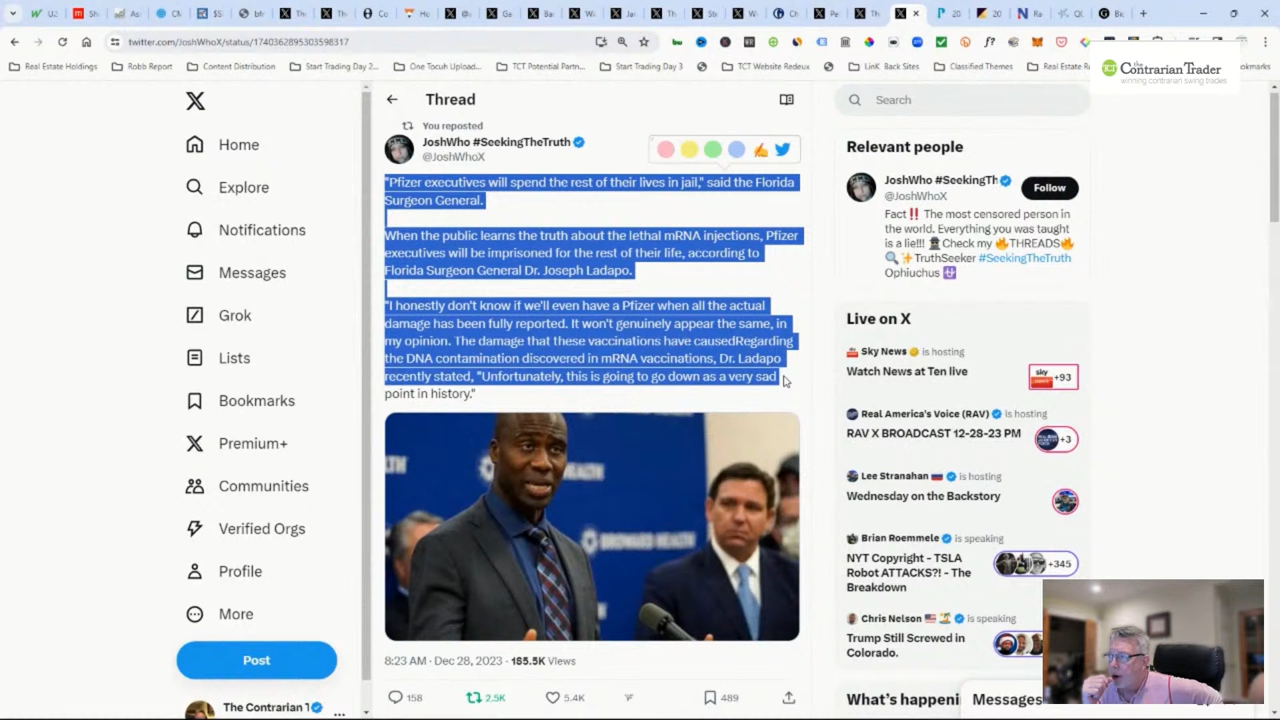 twitter.com/JoshWhoX/status/1740362895303598317
Real Estate Holdings
Robb Report
Content Distribution
Start Trading Day 2...
One Tocuh Upload...
TCT Potential Partn...
Start Trading Day 3
TCT Website Redeux
LinK Back Sites
Classified Themes
TCT
the
Contrarian Trader
winning contrarian swing trades
Home
Explore
Notifications
Messages
Grok
Lists
Bookmarks
Premium+
Communities
Verified Orgs
Profile
More
Post
Thread
You reposted
JoshWho #SeekingTheTruth
@JoshWhoX
"Pfizer executives will spend the rest of their lives in jail," said the Florida
Surgeon General.
When the public learns the truth about the lethal mRNA injections, Pfizer
executives will be imprisoned for the rest of their life, according to
Florida Surgeon General Dr. Joseph Ladapo.
"I honestly don't know if we'll even have a Pfizer when all the actual
damage has been fully reported. It won't genuinely appear the same, in
my opinion. The damage that these vaccinations have causedRegarding
the DNA contamination discovered in mRNA vaccinations, Dr. Ladapo
recently stated, "Unfortunately, this is going to go down as a very sad
point in history."
BROWARD HEALTH
8:23 AM · Dec 28, 2023 · 185.5K Views
158
2.5K
5.4K
489
Search
Relevant people
JoshWho #SeekingTh
@JoshWhoX
Follow
Fact‼️ The most censored person in
the world. Everything you was taught
is a lie!!! Check my 🔥THREADS🔥
🔍✨TruthSeeker #SeekingTheTruth
Ophiuchus ⛎
Live on X
Sky News is hosting
Watch News at Ten live
sky
+93
Real America's Voice (RAV) is hosting
RAV X BROADCAST 12-28-23 PM
+3
Lee Stranahan is hosting
Wednesday on the Backstory
Brian Roemmele is speaking
NYT Copyright - TSLA
Robot ATTACKS?! - The
Breakdown
+345
Chris Nelson is speaking
Trump Still Screwed in
Colorado.
What's happeni
Messages